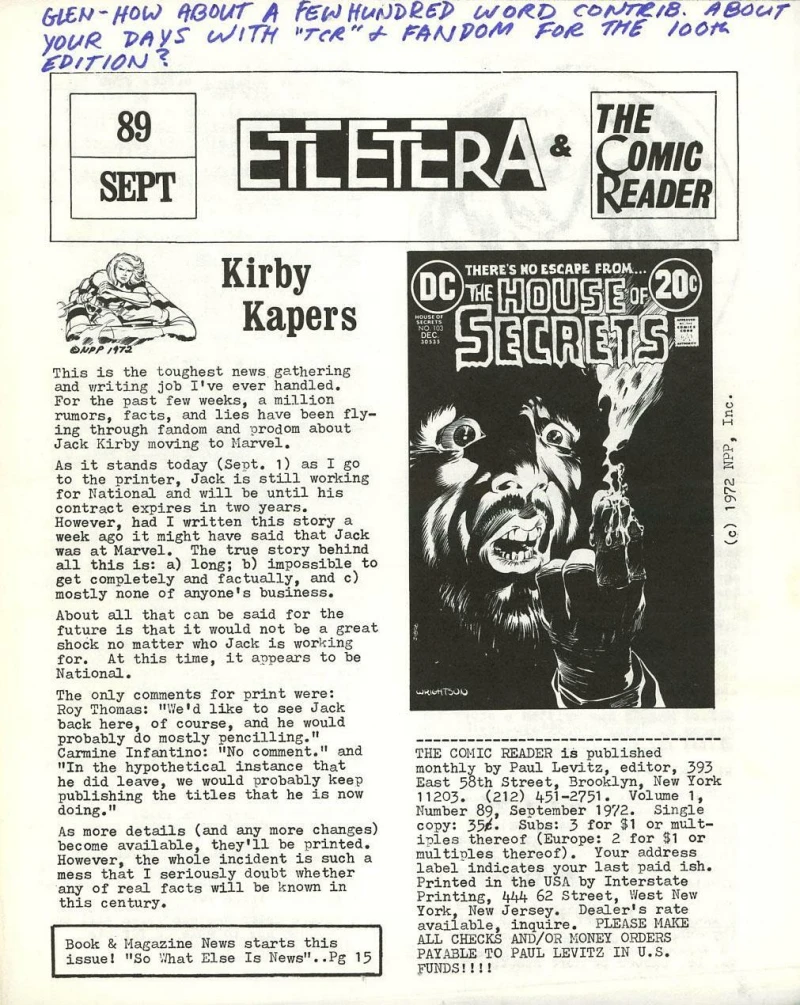 GLEN-HOW ABOUT A FEW HUNDRED WORD CONTRIB. ABOUT
YOUR DAYS WITH "TCR" & FANDOM FOR THE 100th
EDITION?
89
SEPT
ETCETERA
&
THE
COMIC
READER
Kirby
Kapers
©NPP 1972
This is the toughest news gathering
and writing job I've ever handled.
For the past few weeks, a million
rumors, facts, and lies have been fly-
ing through fandom and prodom about
Jack Kirby moving to Marvel.
As it stands today (Sept. 1) as I go
to the printer, Jack is still working
for National and will be until his
contract expires in two years.
However, had I written this story a
week ago it might have said that Jack
was at Marvel. The true story behind
all this is: a) long; b) impossible to
get completely and factually, and c)
mostly none of anyone's business.
About all that can be said for the
future is that it would not be a great
shock no matter who Jack is working
for. At this time, it appears to be
National.
The only comments for print were:
Roy Thomas: "We'd like to see Jack
back here, of course, and he would
probably do mostly pencilling."
Carmine Infantino: "No comment." and
"In the hypothetical instance that
he did leave, we would probably keep
publishing the titles that he is now
doing."
As more details (and any more changes)
become available, they'll be printed.
However, the whole incident is such a
mess that I seriously doubt whether
any of real facts will be known in
this century.
Book & Magazine News starts this
issue! "So What Else Is News"..Pg 15
DC
THERE'S NO ESCAPE FROM...
THE HOUSE OF
SECRETS
20¢
HOUSE OF
SECRETS
NO. 103
DEC.
30535
APPROVED
BY THE
COMICS
CODE
AUTHORITY
WRIGHTSON
(c) 1972 NPP, Inc.
THE COMIC READER is published
monthly by Paul Levitz, editor, 393
East 58th Street, Brooklyn, New York
11203. (212) 451-2751. Volume 1,
Number 89, September 1972. Single
copy: 35¢. Subs: 3 for $1 or mult-
iples thereof (Europe: 2 for $1 or
multiples thereof). Your address
label indicates your last paid ish.
Printed in the USA by Interstate
Printing, 444 62 Street, West New
York, New Jersey. Dealer's rate
available, inquire. PLEASE MAKE
ALL CHECKS AND/OR MONEY ORDERS
PAYABLE TO PAUL LEVITZ IN U.S.
FUNDS!!!!